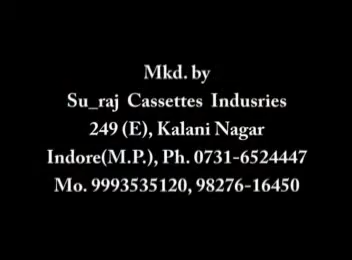 Mkd. by
Su_raj Cassettes Indusries
249 (E), Kalani Nagar
Indore(M.P.), Ph. 0731-6524447
Mo. 9993535120, 98276-16450